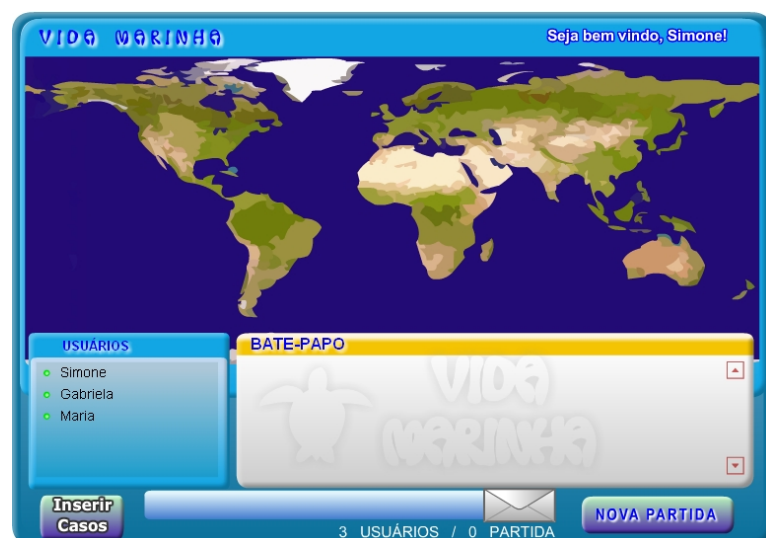 VIDA MARINHA
Seja bem vindo, Simone!
USUÁRIOS
Simone
Gabriela
Maria
BATE-PAPO
VIDA
MARINHA
Inserir
Casos
3 USUÁRIOS / 0 PARTIDA
NOVA PARTIDA